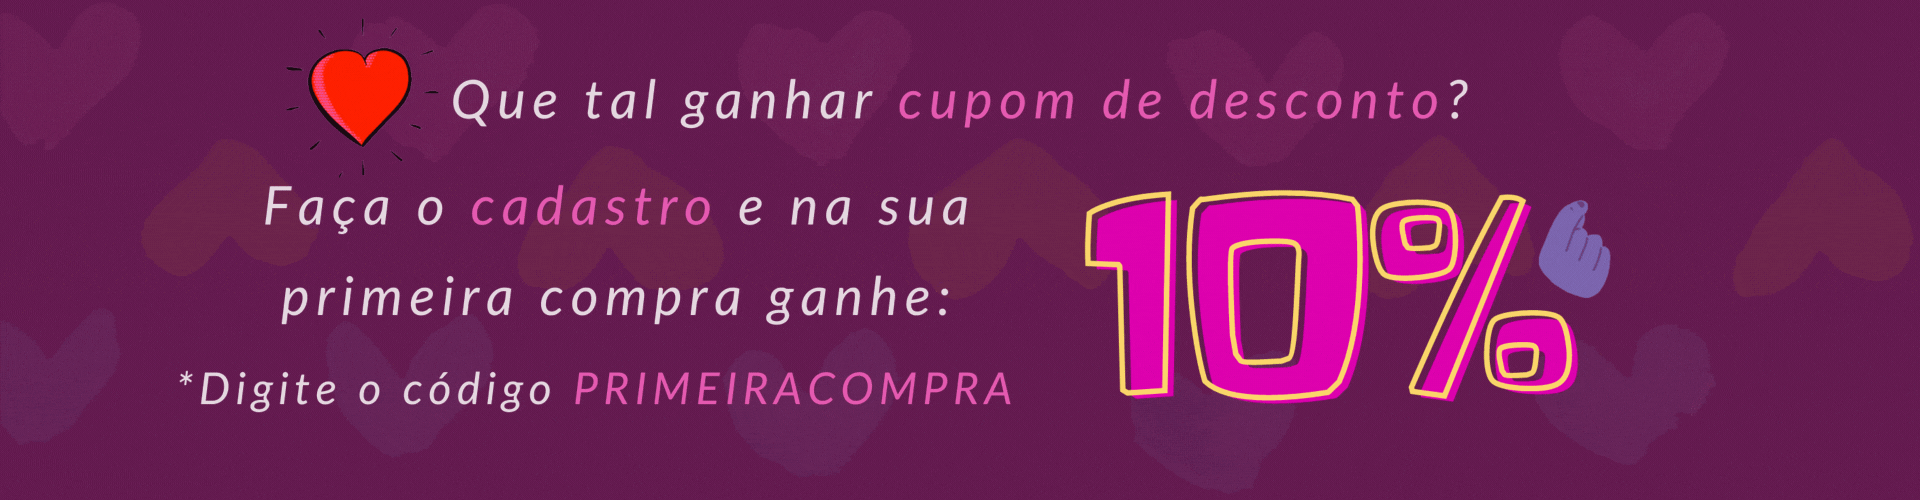 Que tal ganhar cupom de desconto?
Faça o cadastro e na sua
primeira compra ganhe:
*Digite o código PRIMEIRACOMPRA
10%